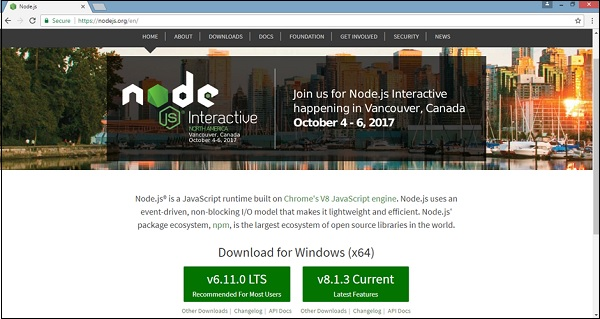 Node.js
Secure | https://nodejs.org/en/
HOME | ABOUT | DOWNLOADS | DOCS | FOUNDATION | GET INVOLVED | SECURITY | NEWS
node
JS Interactive
NORTH AMERICA
Vancouver, Canada
October 4-6, 2017
Join us for Node.js Interactive
happening in Vancouver, Canada
October 4 - 6, 2017
Node.js® is a JavaScript runtime built on Chrome's V8 JavaScript engine. Node.js uses an
event-driven, non-blocking I/O model that makes it lightweight and efficient. Node.js'
package ecosystem, npm, is the largest ecosystem of open source libraries in the world.
Download for Windows (x64)
v6.11.0 LTS
Recommended For Most Users
v8.1.3 Current
Latest Features
Other Downloads | Changelog | API Docs
Other Downloads | Changelog | API Docs